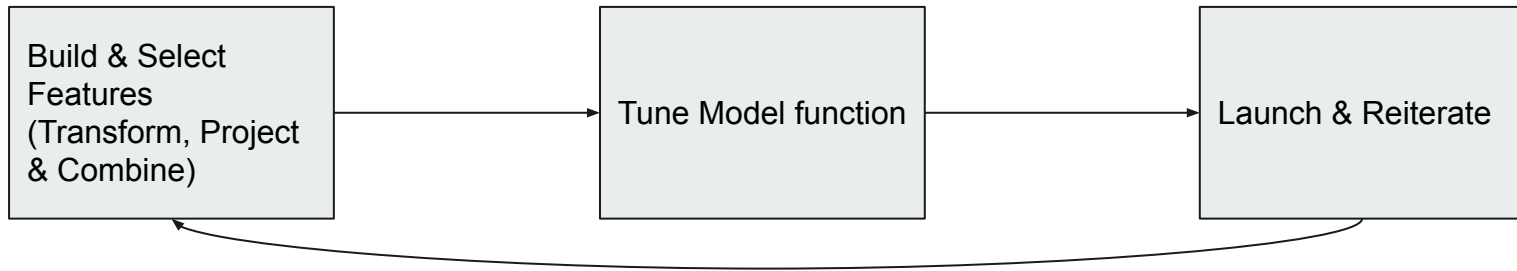 Build & Select
Features
(Transform, Project
& Combine)
Tune Model function
Launch & Reiterate